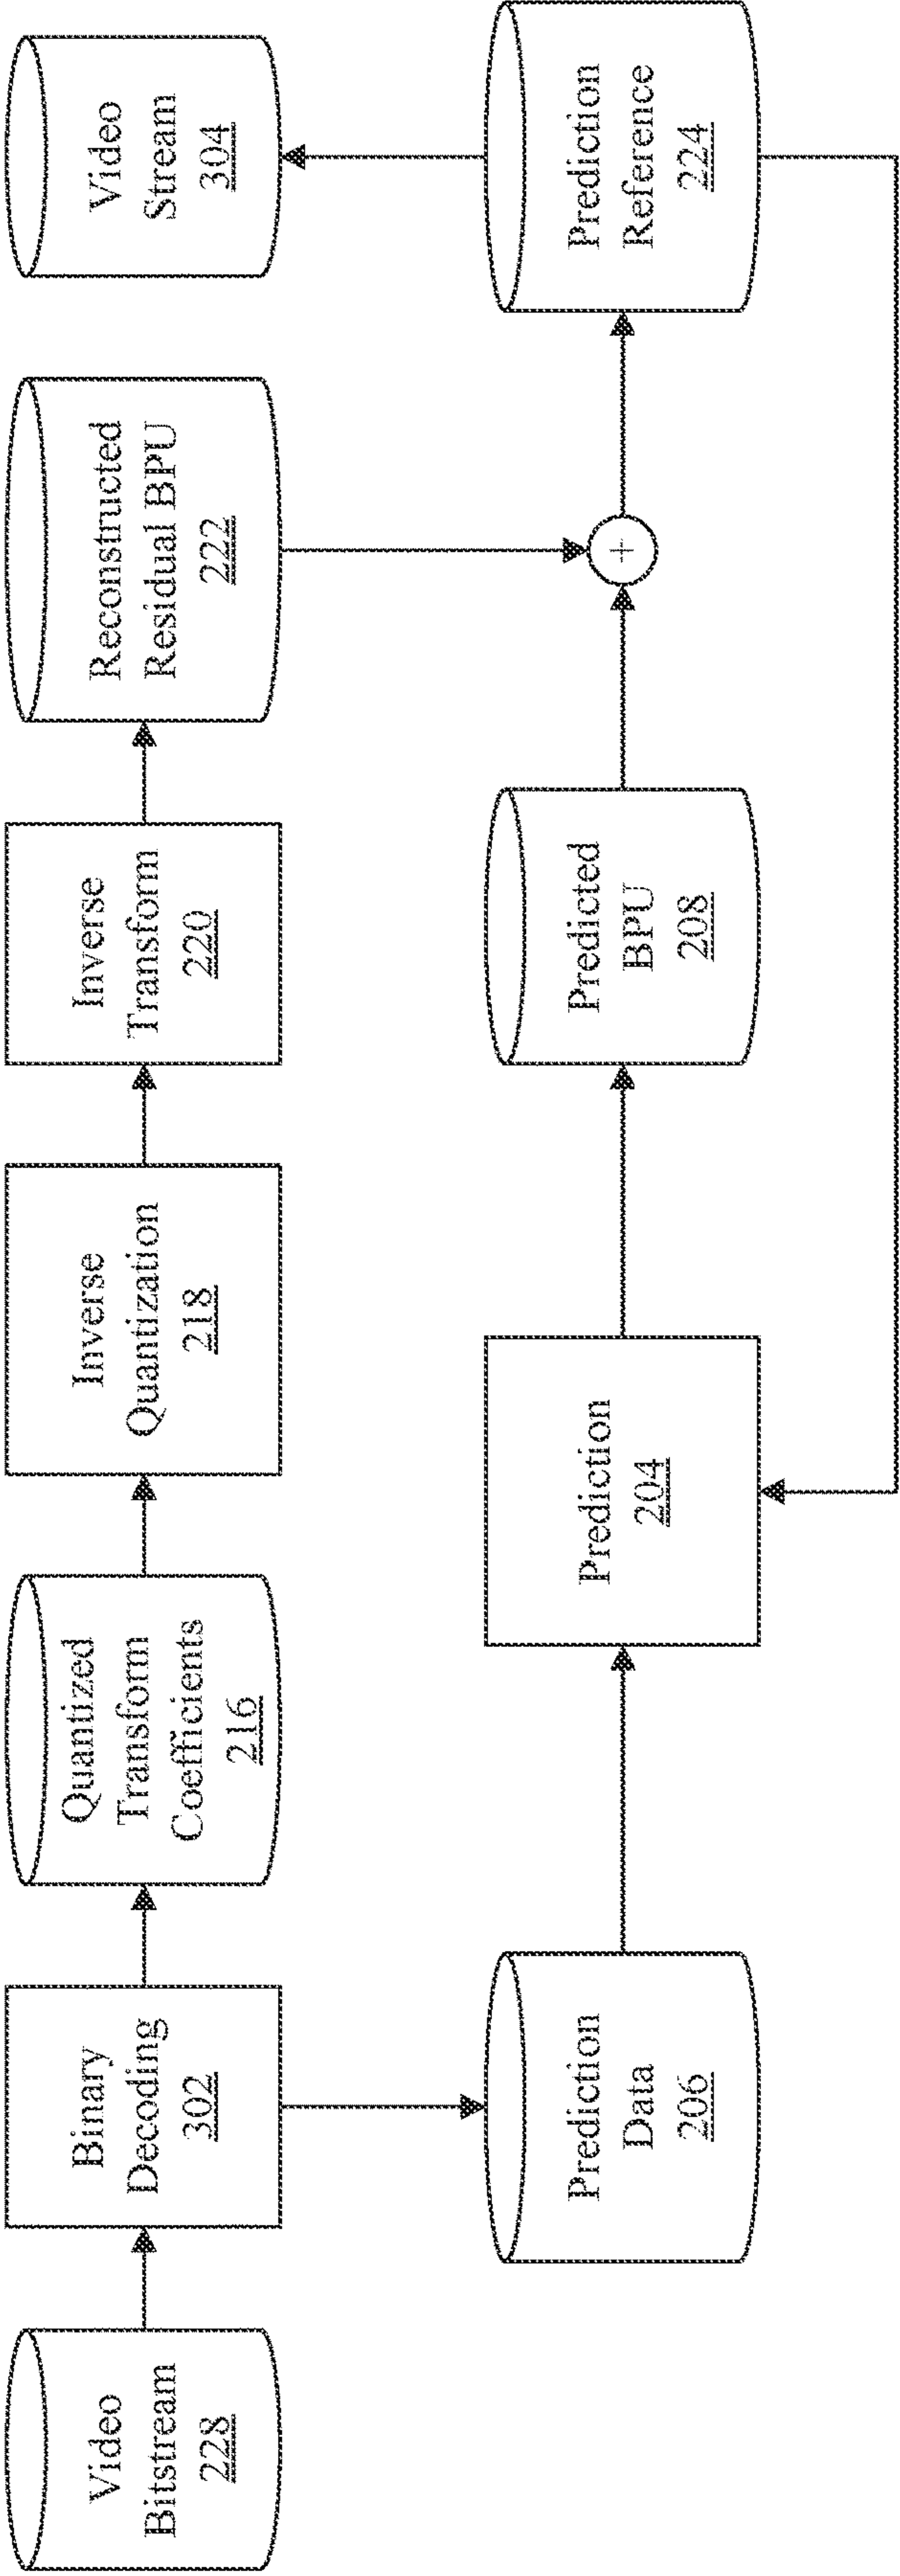 Video
Bitstream
228
Binary
Decoding
302
Quantized
Transform
Coefficients
216
Inverse
Quantization
218
Inverse
Transform
220
Reconstructed
Residual BPU
222
Video
Stream
304
Prediction
Data
206
Prediction
204
Predicted
BPU
208
+
Prediction
Reference
224